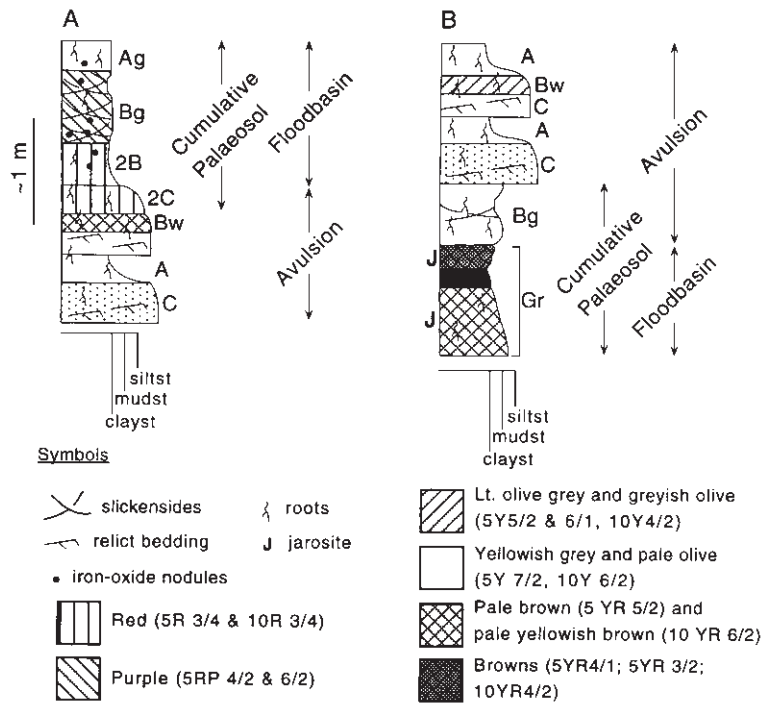 A
Ag
Bg
2B
2C
Bw
A
C
~1 m
Cumulative
Palaeosol
Floodbasin
Avulsion
siltst
mudst
clayst
B
A
Bw
C
A
C
Bg
J
J
Gr
Cumulative
Palaeosol
Avulsion
Floodbasin
siltst
mudst
clayst
Symbols
slickensides
roots
relict bedding
J jarosite
iron-oxide nodules
Red (5R 3/4 & 10R 3/4)
Purple (5RP 4/2 & 6/2)
Lt. olive grey and greyish olive
(5Y5/2 & 6/1, 10Y4/2)
Yellowish grey and pale olive
(5Y 7/2, 10Y 6/2)
Pale brown (5 YR 5/2) and
pale yellowish brown (10 YR 6/2)
Browns (5YR4/1; 5YR 3/2;
10YR4/2)